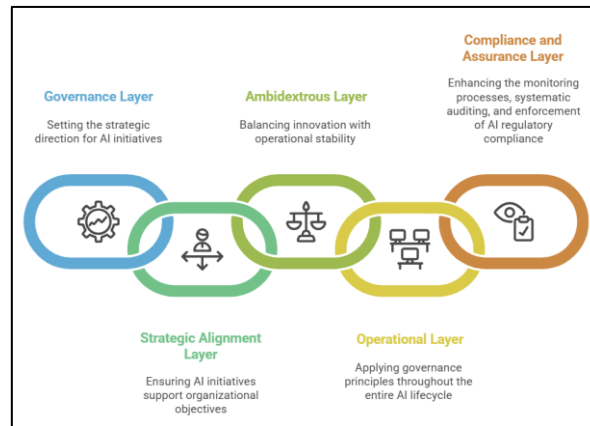 Governance Layer
Setting the strategic
direction for AI initiatives
Ambidextrous Layer
Balancing innovation with
operational stability
Compliance and
Assurance Layer
Enhancing the monitoring
processes, systematic
auditing, and enforcement
of AI regulatory
compliance
Strategic Alignment
Layer
Ensuring AI initiatives
support organizational
objectives
Operational Layer
Applying governance
principles throughout the
entire AI lifecycle